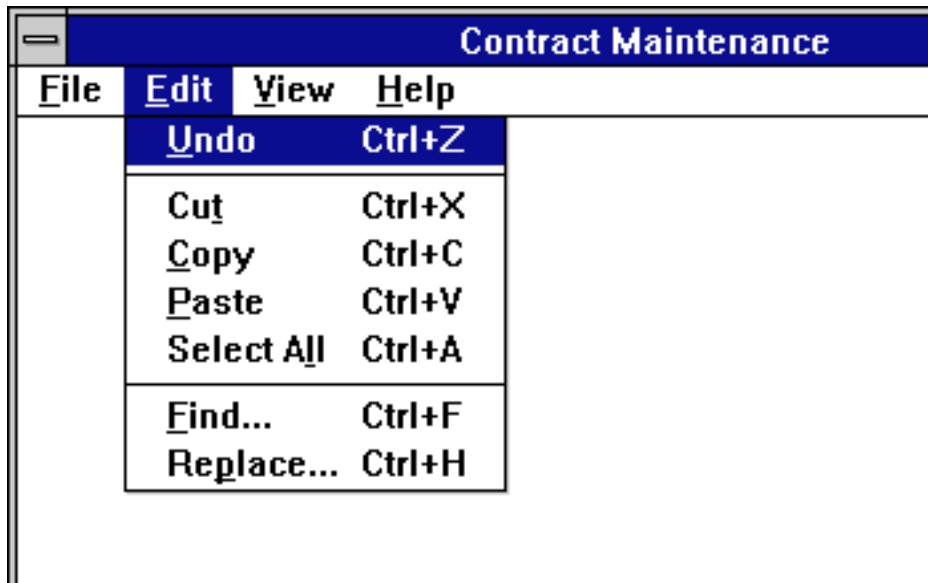 Contract Maintenance
File Edit View Help
Undo Ctrl+Z
Cut Ctrl+X
Copy Ctrl+C
Paste Ctrl+V
Select All Ctrl+A
Find... Ctrl+F
Replace... Ctrl+H